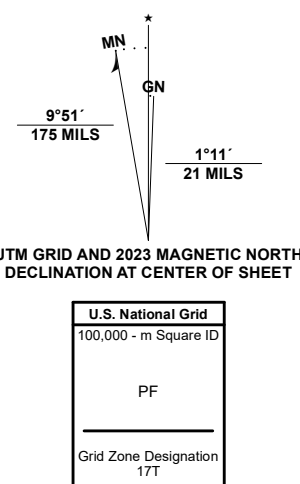 ★
MN
GN
9°51´
175 MILS
1°11´
21 MILS
UTM GRID AND 2023 MAGNETIC NORTH
DECLINATION AT CENTER OF SHEET
U.S. National Grid
100,000 - m Square ID
PF
Grid Zone Designation
17T